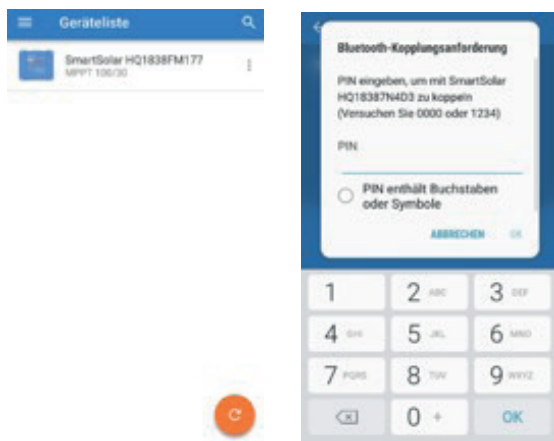 Geräteliste
SmartSolar HQ1838FM177
MPPT 100/30
Bluetooth-Kopplungsanforderung
PIN eingeben, um mit SmartSolar
HQ18387N4D3 zu koppeln
(Versuchen Sie 0000 oder 1234)
PIN
PIN enthält Buchstaben
oder Symbole
ABBRECHEN OK
1 2 ABC 3 DEF
4 GHI 5 JKL 6 MNO
7 PQRS 8 TUV 9 WXYZ
0 + OK